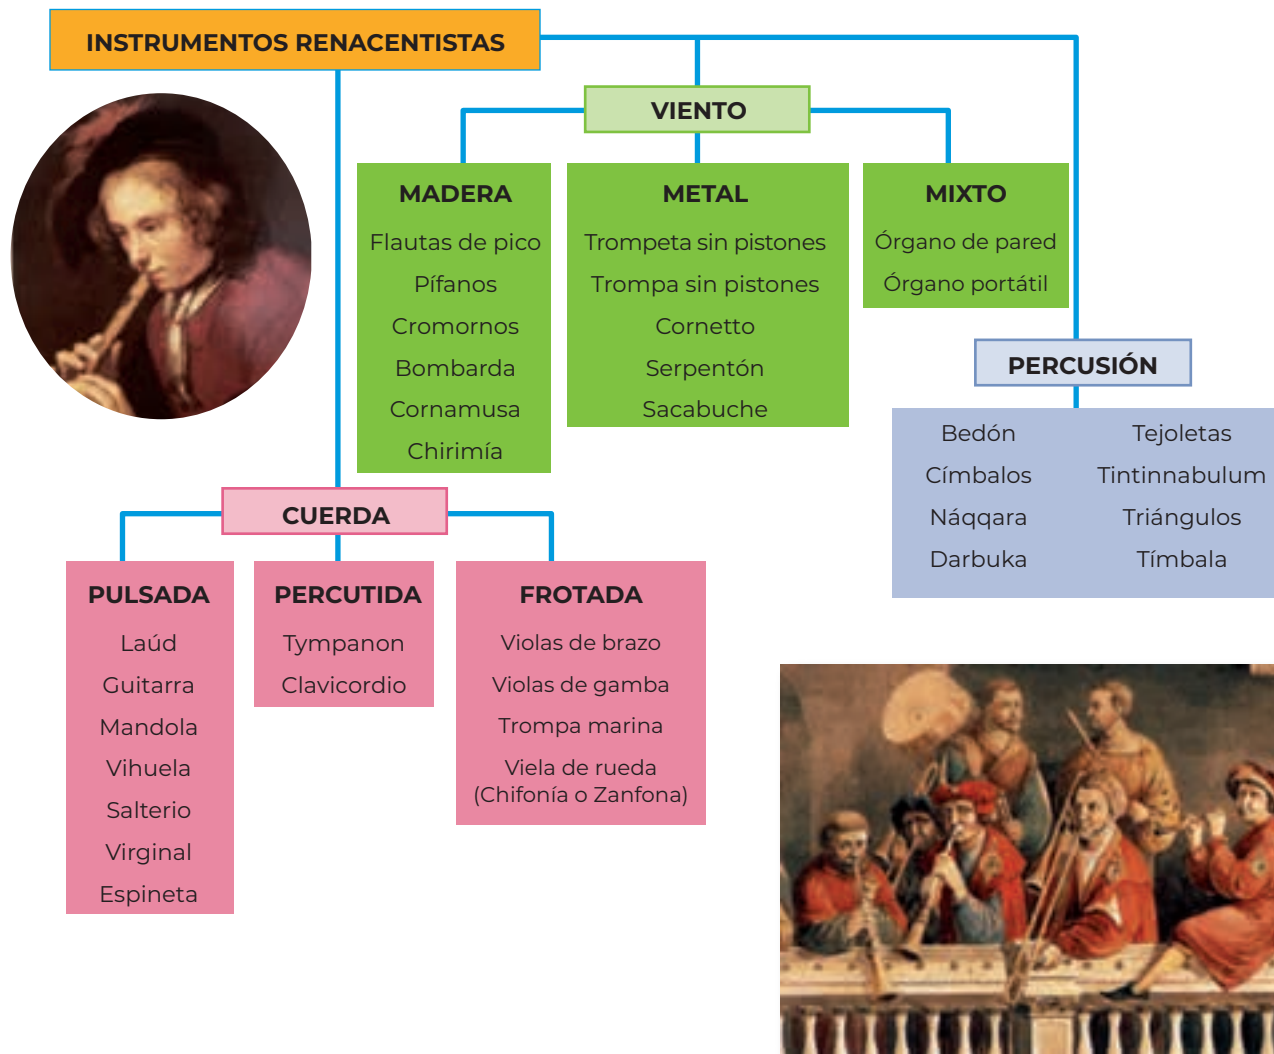 INSTRUMENTOS RENACENTISTAS
VIENTO
MADERA
Flautas de pico
Pífanos
Cromornos
Bombarda
Cornamusa
Chirimía
METAL
Trompeta sin pistones
Trompa sin pistones
Cornetto
Serpentón
Sacabuche
MIXTO
Órgano de pared
Órgano portátil
PERCUSIÓN
Bedón
Címbalos
Náqqara
Darbuka
Tejoletas
Tintinnabulum
Triángulos
Tímbala
CUERDA
PULSADA
Laúd
Guitarra
Mandola
Vihuela
Salterio
Virginal
Espineta
PERCUTIDA
Tympanon
Clavicordio
FROTADA
Violas de brazo
Violas de gamba
Trompa marina
Viela de rueda
(Chifonía o Zanfona)